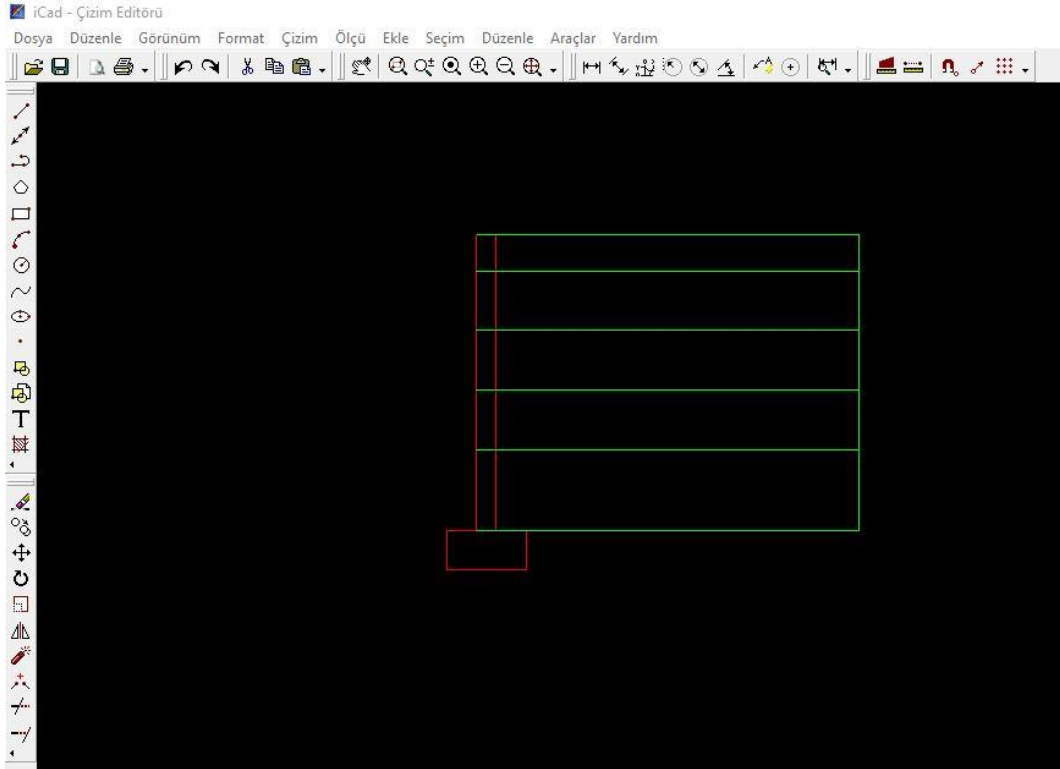 iCad - Çizim Editörü
Dosya Düzenle Görünüm Format Çizim Ölçü Ekle Seçim Düzenle Araçlar Yardım